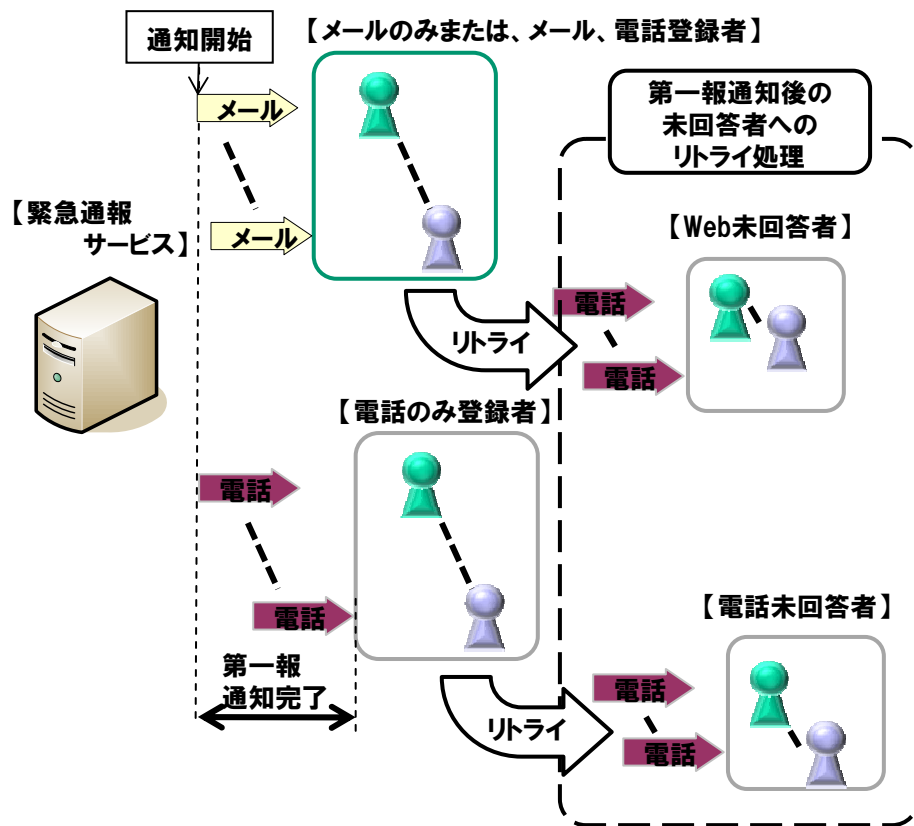 通知開始
【メールのみまたは、メール、電話登録者】
メール
メール
【緊急通報
サービス】
第一報通知後の
未回答者への
リトライ処理
【Web未回答者】
電話
電話
リトライ
【電話のみ登録者】
電話
電話
第一報
通知完了
リトライ
【電話未回答者】
電話
電話